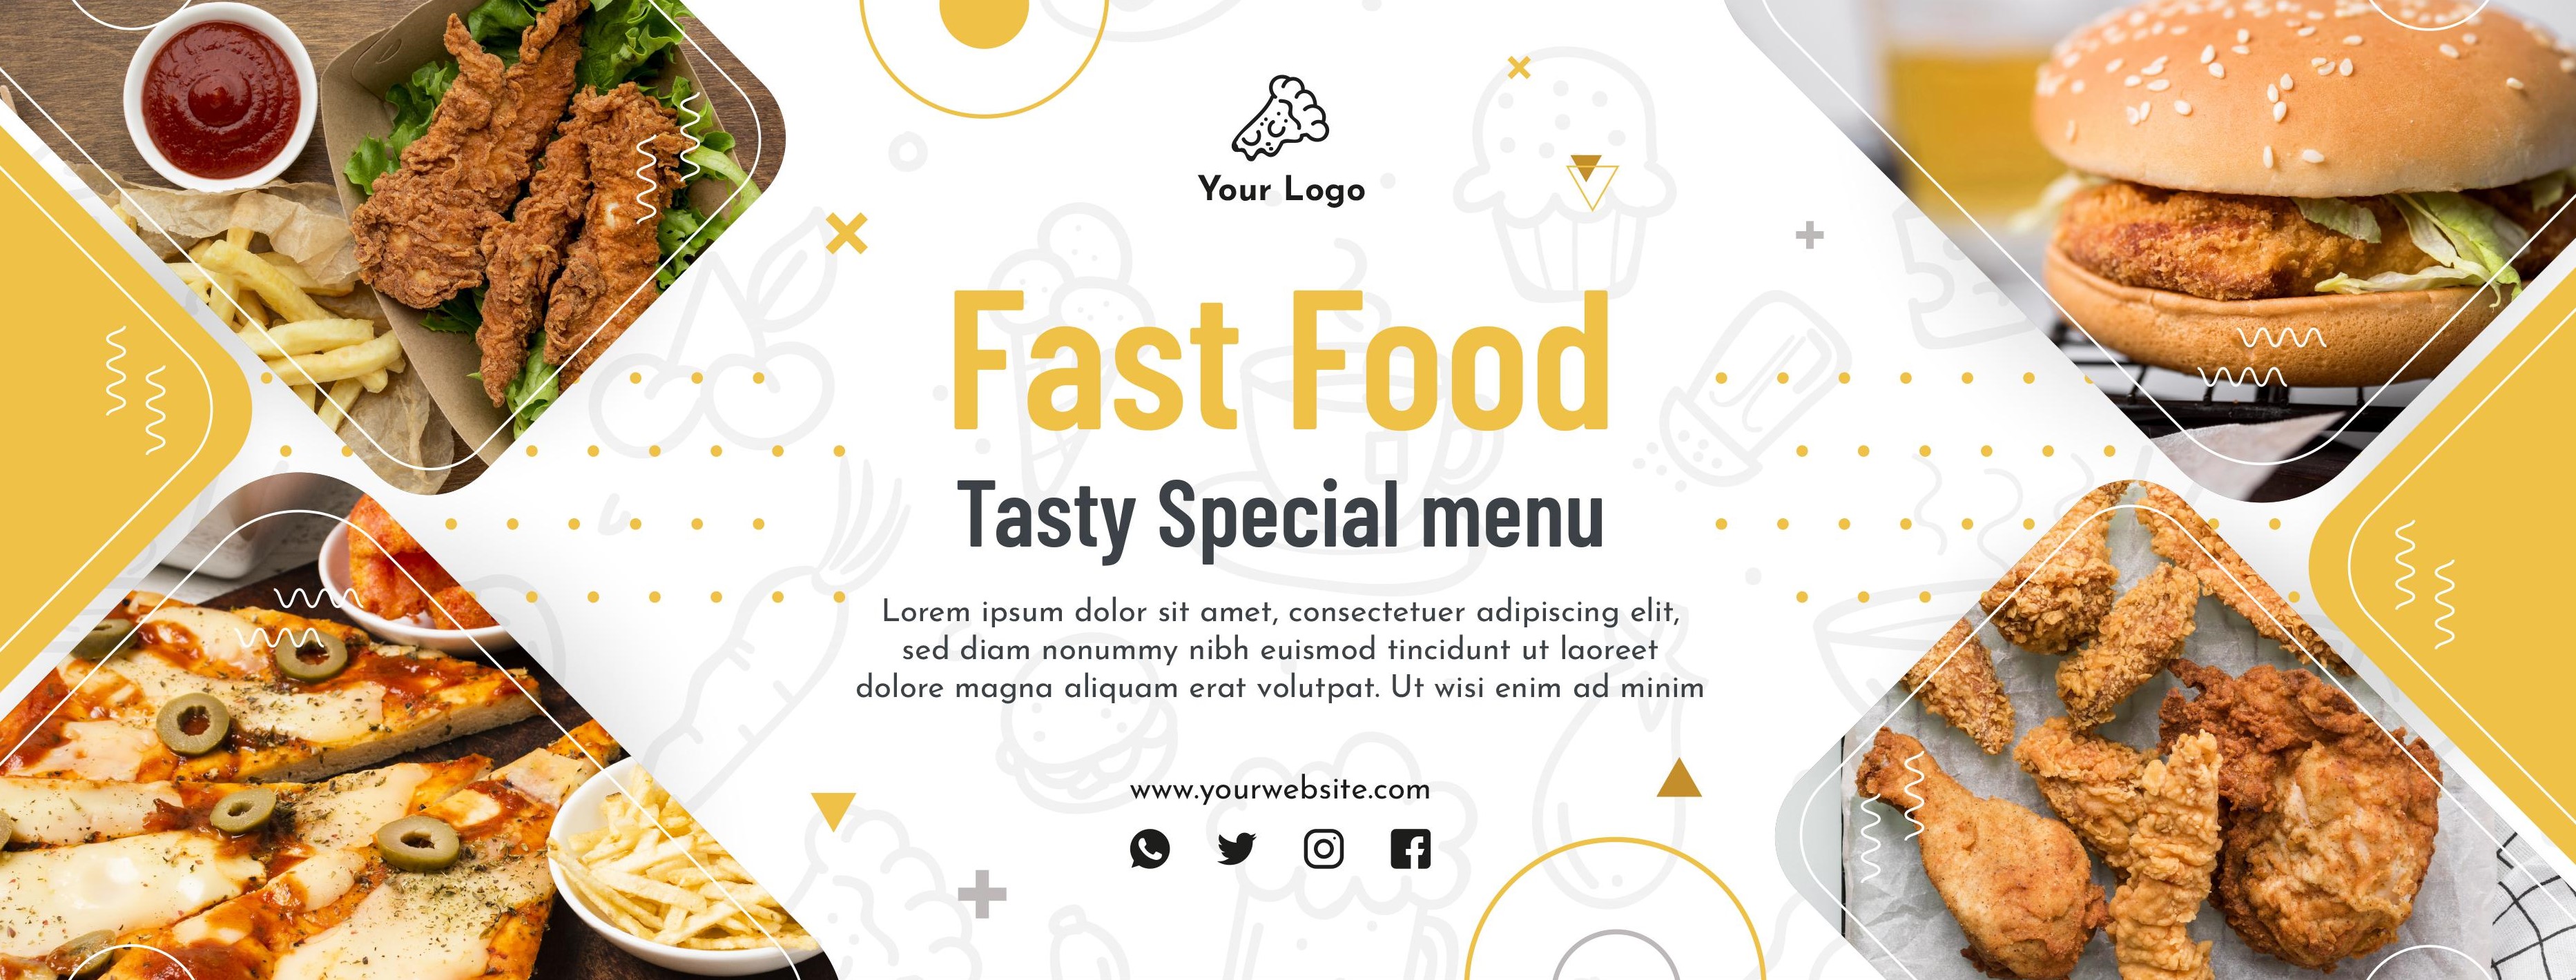 Your Logo
Fast Food
Tasty Special menu
Lorem ipsum dolor sit amet, consectetuer adipiscing elit,
sed diam nonummy nibh euismod tincidunt ut laoreet
dolore magna aliquam erat volutpat. Ut wisi enim ad minim
www.yourwebsite.com